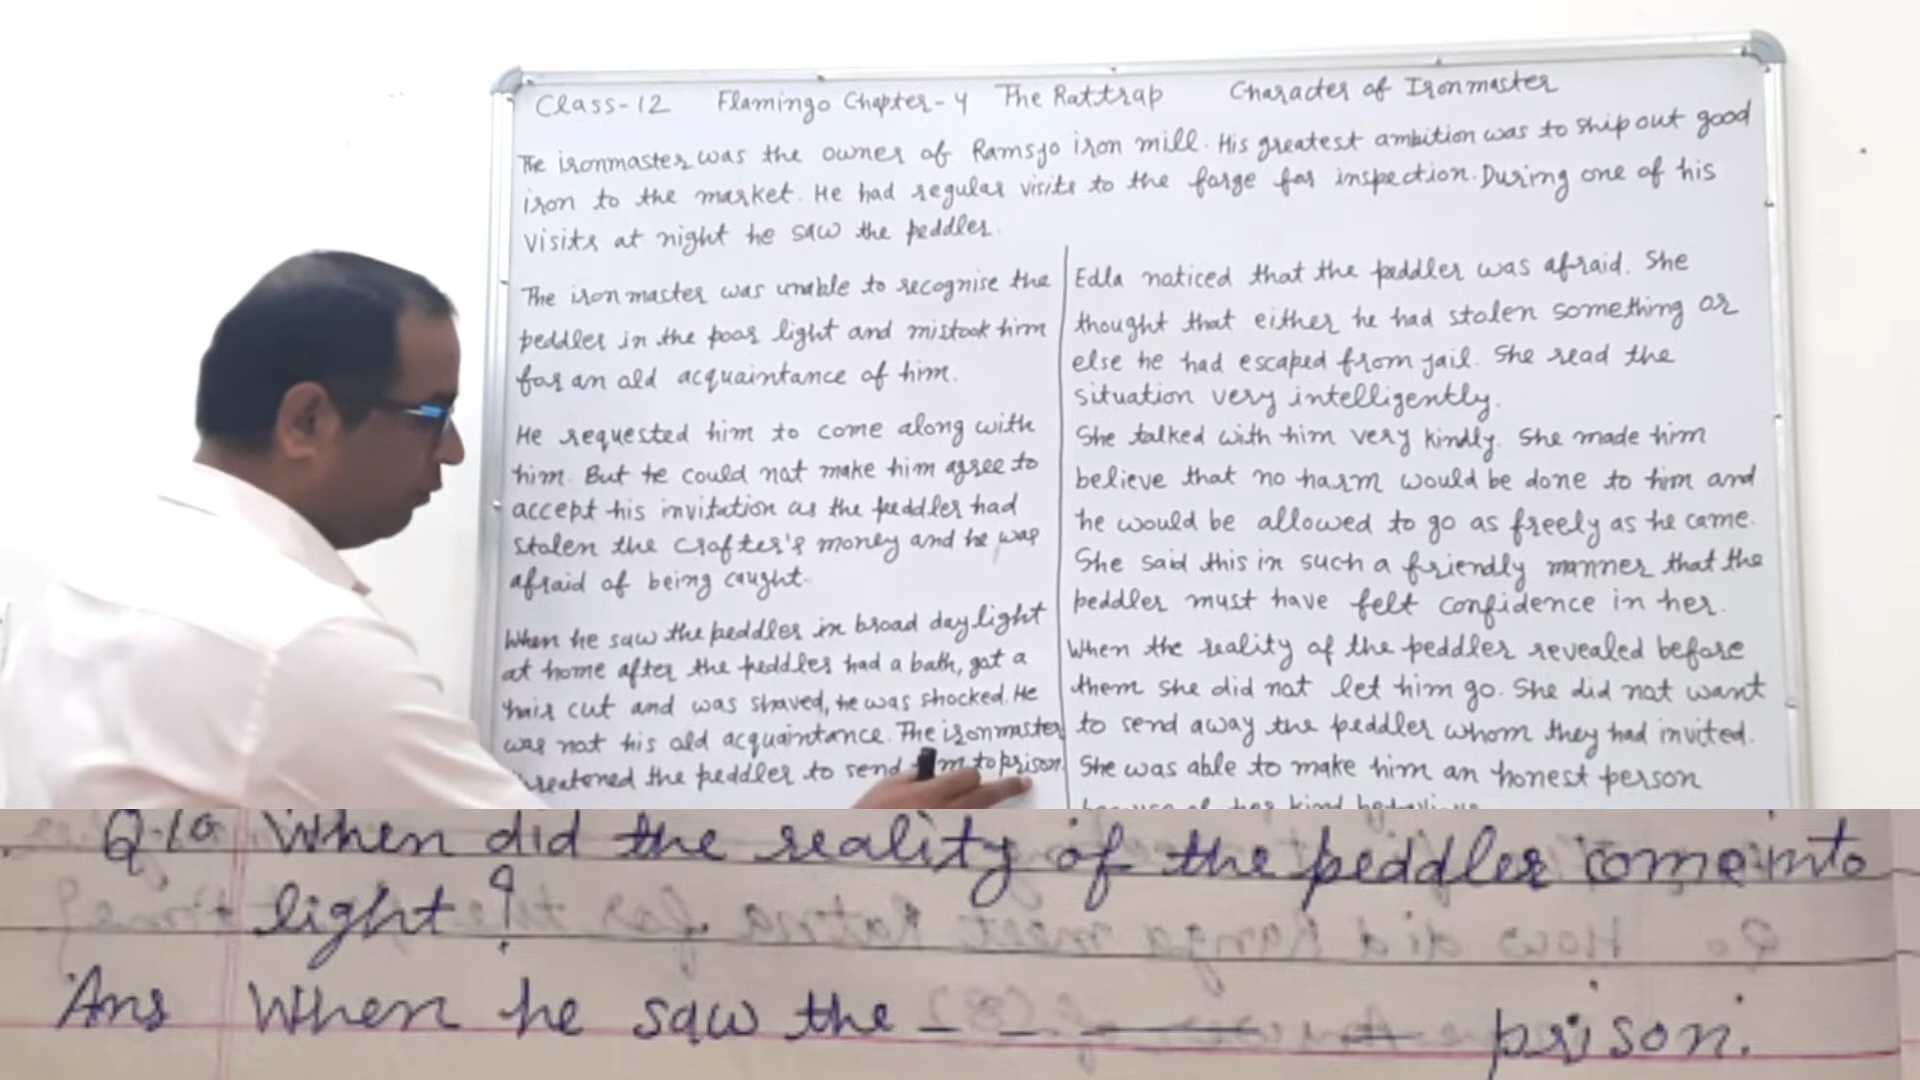 Class-12 Flamingo Chapter-4 The Rattrap Character of Ironmaster
The ironmaster was the owner of Ramsjo iron mill. His greatest ambition was to ship out good
iron to the market. He had regular visits to the forge for inspection. During one of his
visits at night he saw the peddler.
The ironmaster was unable to recognise the
peddler in the poor light and mistook him
for an old acquaintance of him.
He requested him to come along with
him. But he could not make him agree to
accept his invitation as the peddler had
stolen the crofter's money and he was
afraid of being caught.
When he saw the peddler in broad day light
at home after the peddler had a bath, got a
hair cut and was shaved, he was shocked. He
was not his old acquaintance. The ironmaster
the peddler to send to prison
Edla noticed that the peddler was afraid. She
thought that either he had stolen something or
else he had escaped from jail. She read the
situation very intelligently.
She talked with him very kindly. She made him
believe that no harm would be done to him and
he would be allowed to go as freely as he came.
She said this in such a friendly manner that the
peddler must have felt confidence in her.
When the reality of the peddler revealed before
them she did not let him go. She did not want
to send away the peddler whom they had invited.
She was able to make him an honest person
Q.10 When did the reality of the peddler come into
light?
Ans When he saw the - - — — prison.